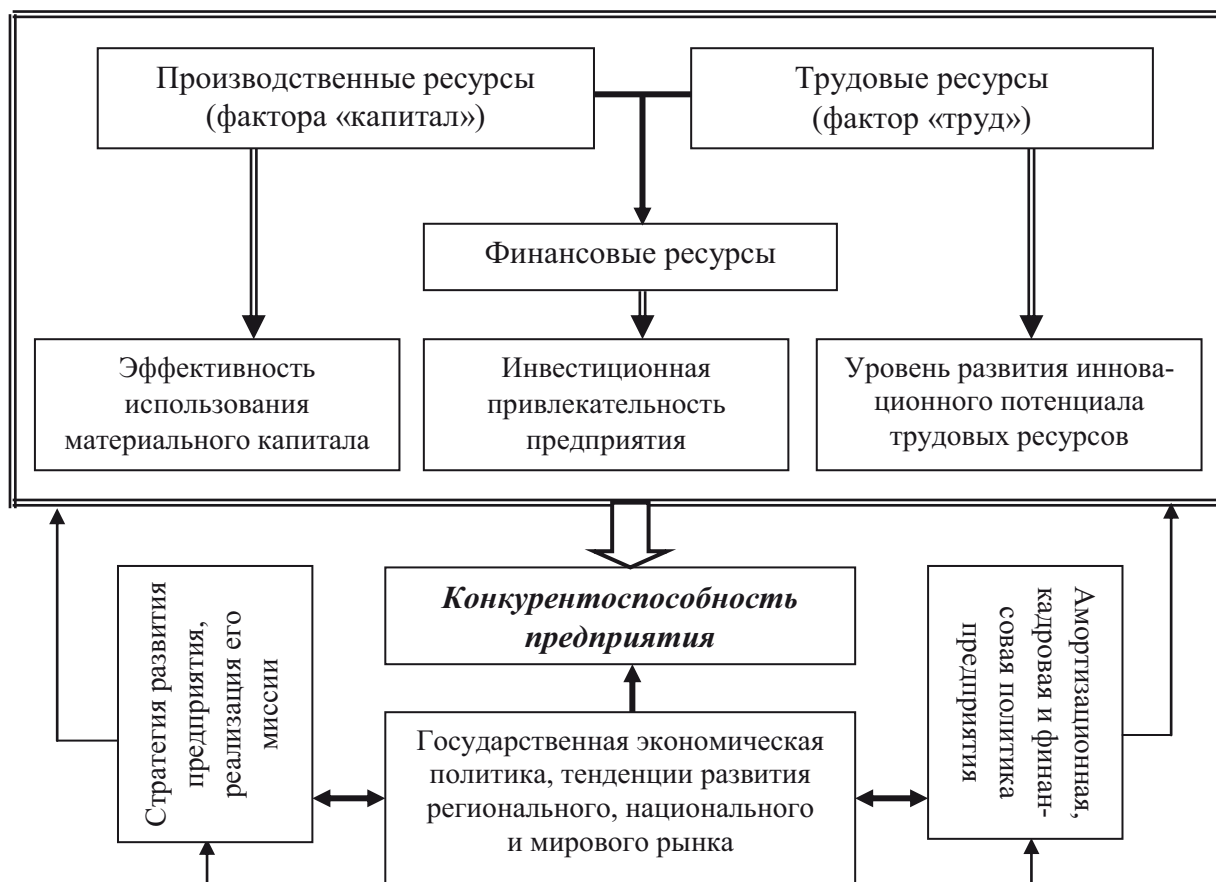 Производственные ресурсы
(фактора «капитал»)
Трудовые ресурсы
(фактор «труд»)
Финансовые ресурсы
Эффективность
использования
материального капитала
Инвестиционная
привлекательность
предприятия
Уровень развития иннова-
ционного потенциала
трудовых ресурсов
Стратегия развития
предприятия,
реализация его
миссии
Конкурентоспособность
предприятия
Государственная экономическая
политика, тенденции развития
регионального, национального
и мирового рынка
Амортизационная,
кадровая и финан-
совая политика
предприятия